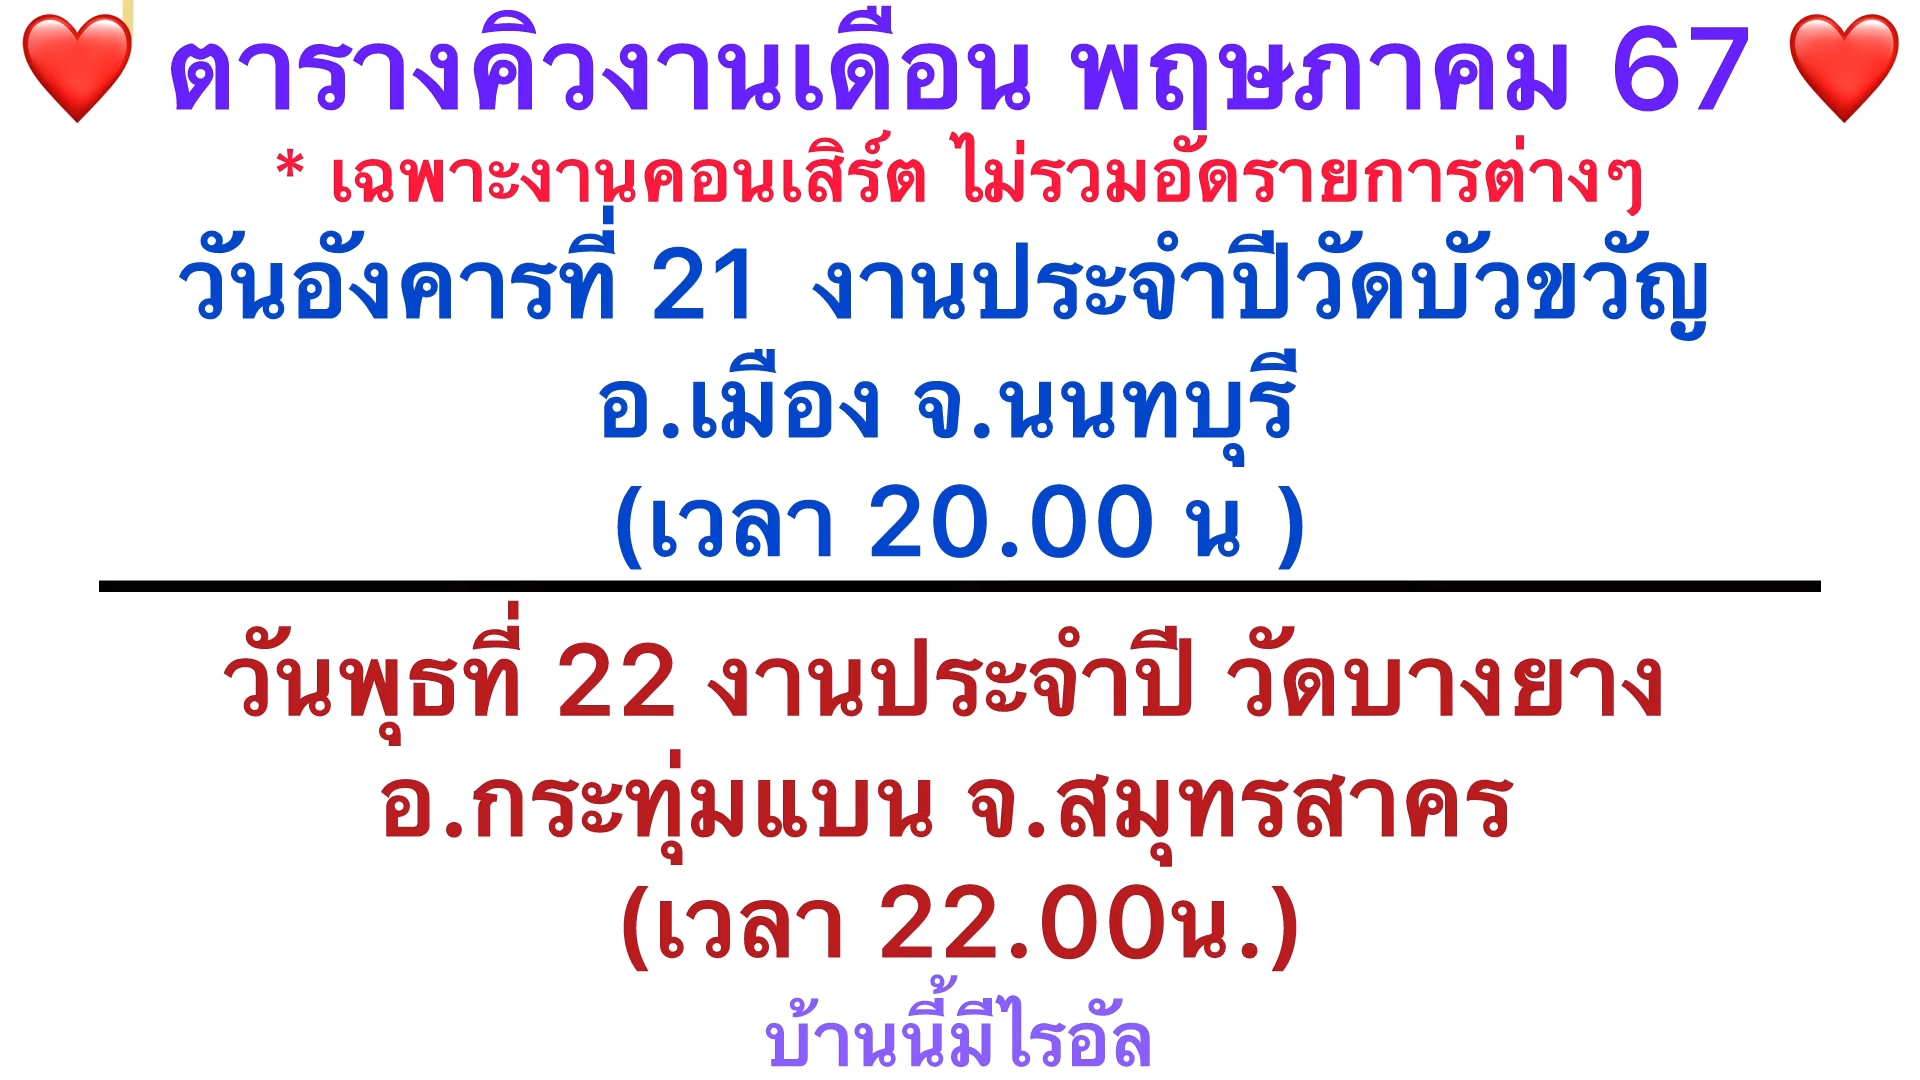 ❤️ ตารางคิวงานเดือน พฤษภาคม 67 ❤️
* เฉพาะงานคอนเสิร์ต ไม่รวมอัดรายการต่างๆ
วันอังคารที่ 21 งานประจำปีวัดบัวขวัญ
อ.เมือง จ.นนทบุรี
(เวลา 20.00 น )
วันพุธที่ 22 งานประจำปี วัดบางยาง
อ.กระทุ่มแบน จ.สมุทรสาคร
(เวลา 22.00น.)
บ้านนี้มีไรอัล